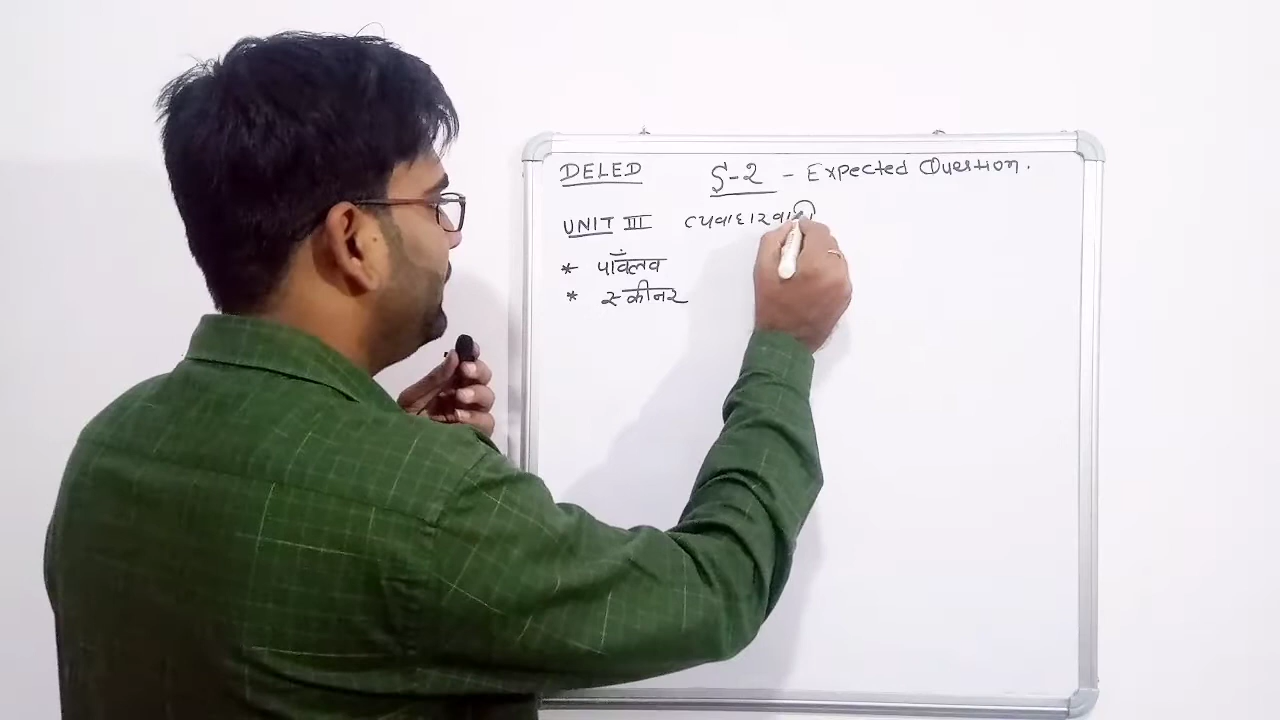 DELED S-2 - Expected Question.
UNIT III
* पॉवलव
* स्कीनर